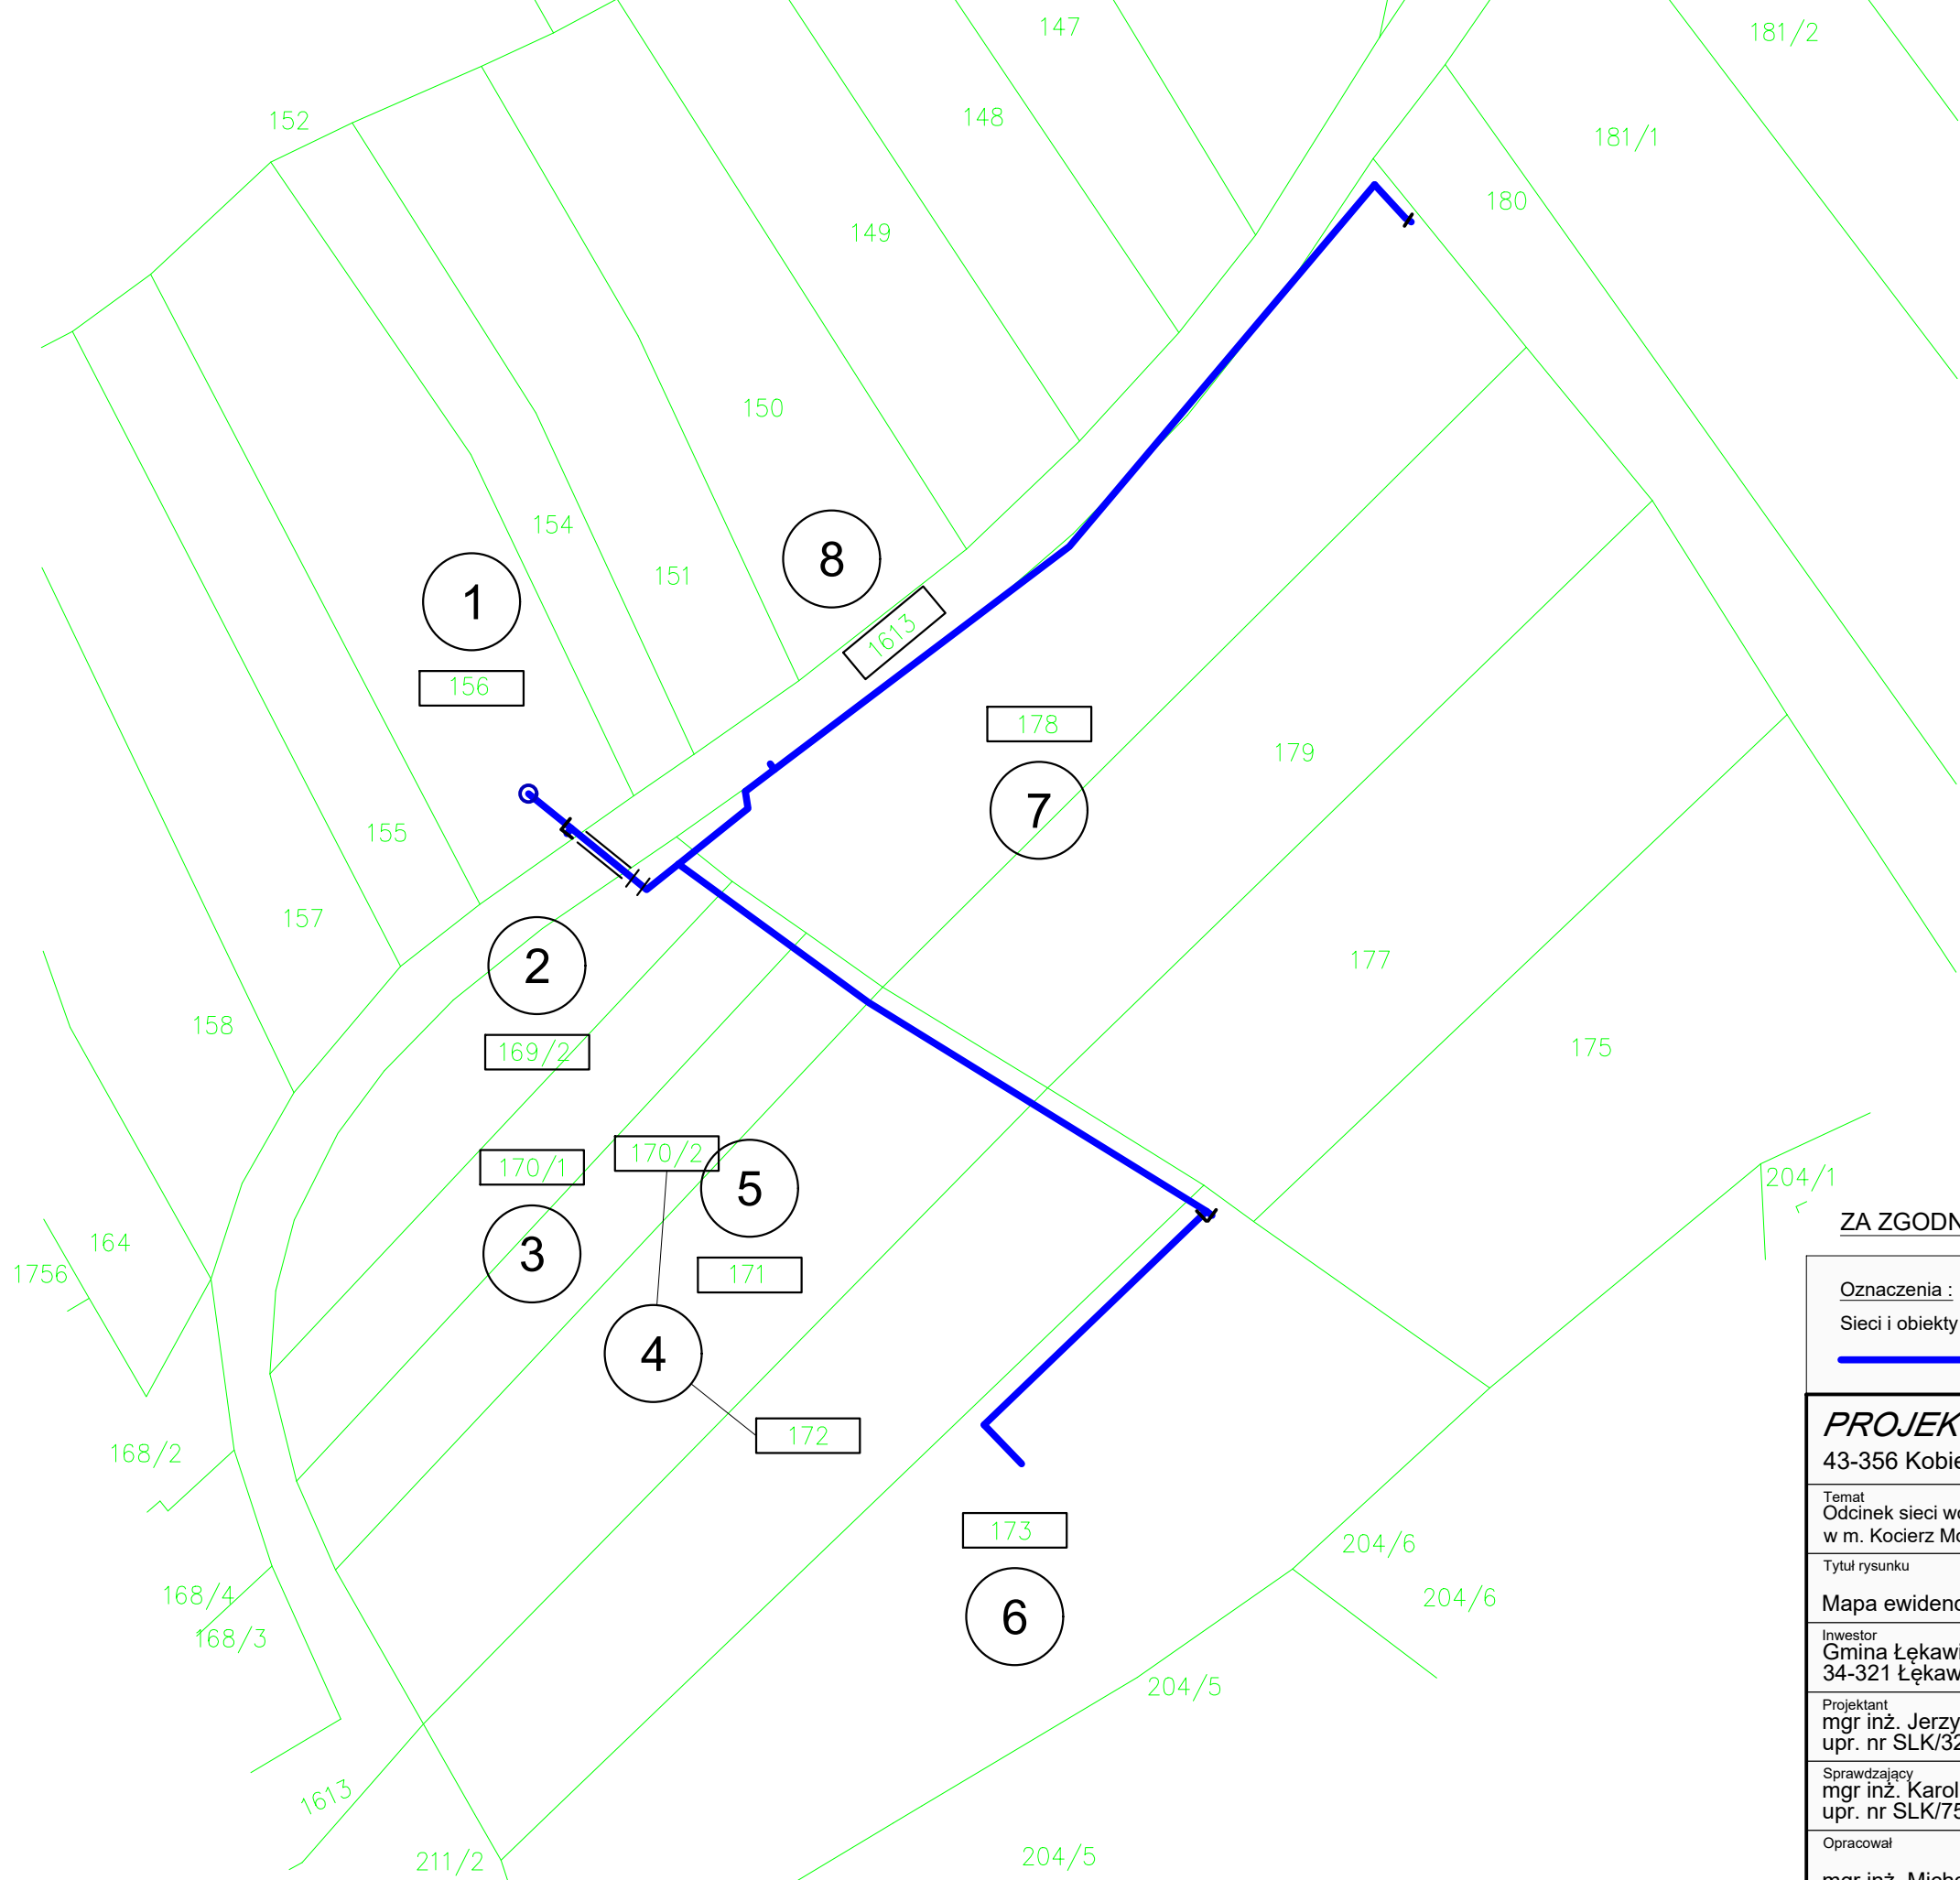 147
181/2
152
148
181/1
180
149
150
154
151
8
1
1613
156
178
179
7
155
157
2
177
158
169/2
175
170/1
170/2
5
204/1
164
3
171
1756
4
172
168/2
173
204/6
168/4
204/6
6
168/3
204/5
1613
211/2
204/5
ZA ZGODN
Oznaczenia :
Sieci i obiekty
PROJEK
43-356 Kobie
Temat
Odcinek sieci wo
w m. Kocierz Mo
Tytuł rysunku
Mapa ewidenc
Inwestor
Gmina Łękawi
34-321 Łękaw
Projektant
mgr inż. Jerzy
upr. nr SLK/32
Sprawdzający
mgr inż. Karol
upr. nr SLK/75
Opracował
mgr inż. Micha